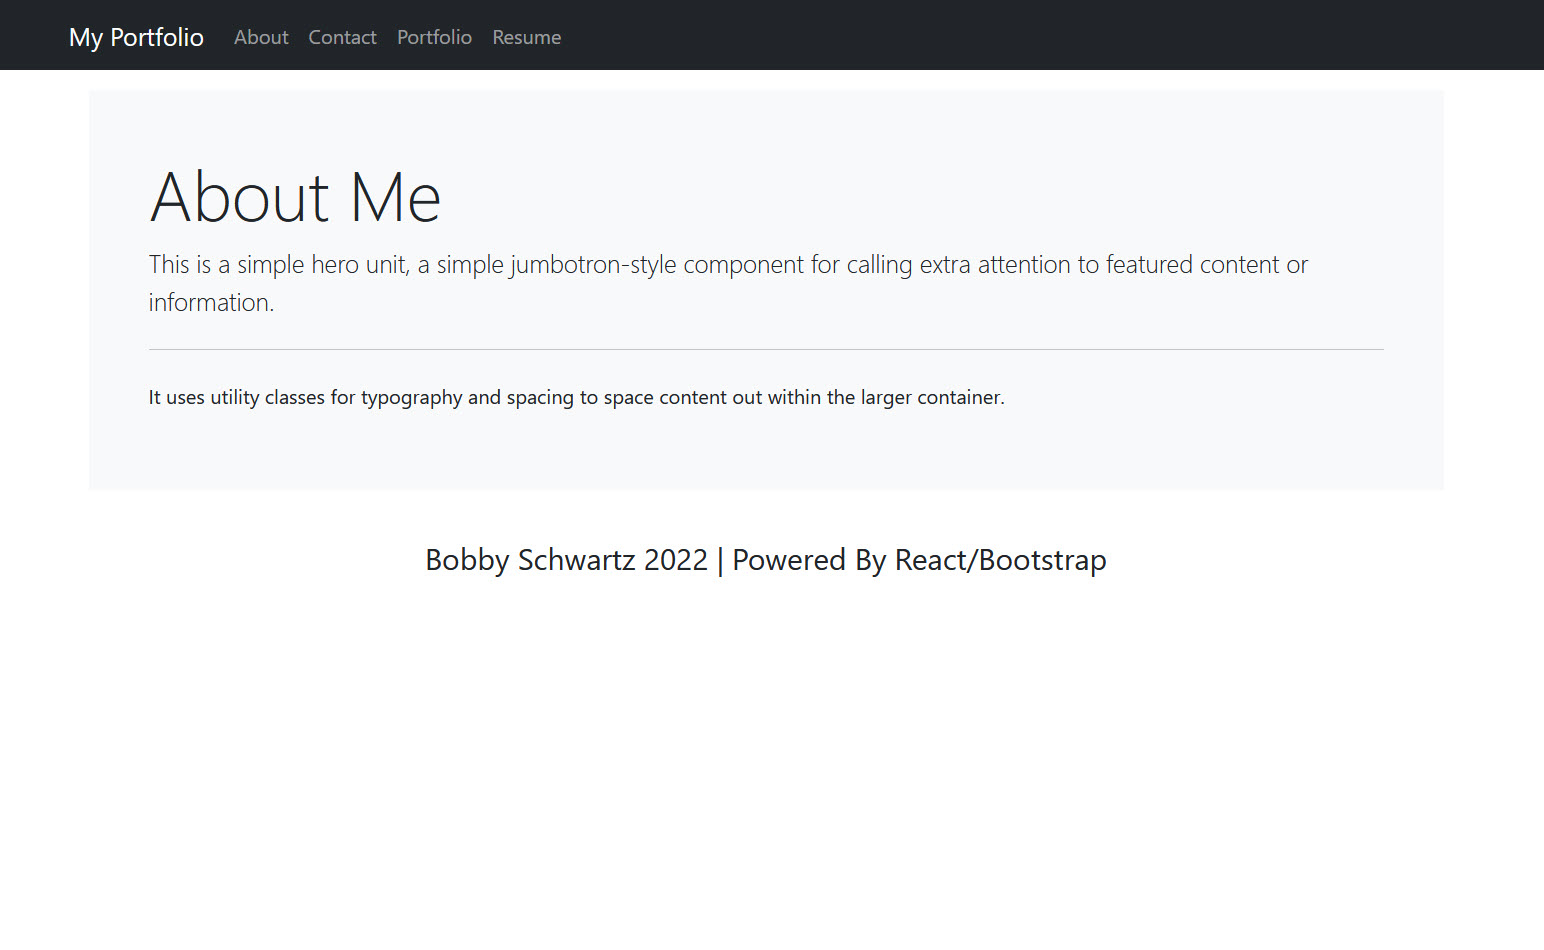 My Portfolio About Contact Portfolio Resume
About Me
This is a simple hero unit, a simple jumbotron-style component for calling extra attention to featured content or
information.
It uses utility classes for typography and spacing to space content out within the larger container.
Bobby Schwartz 2022 | Powered By React/Bootstrap